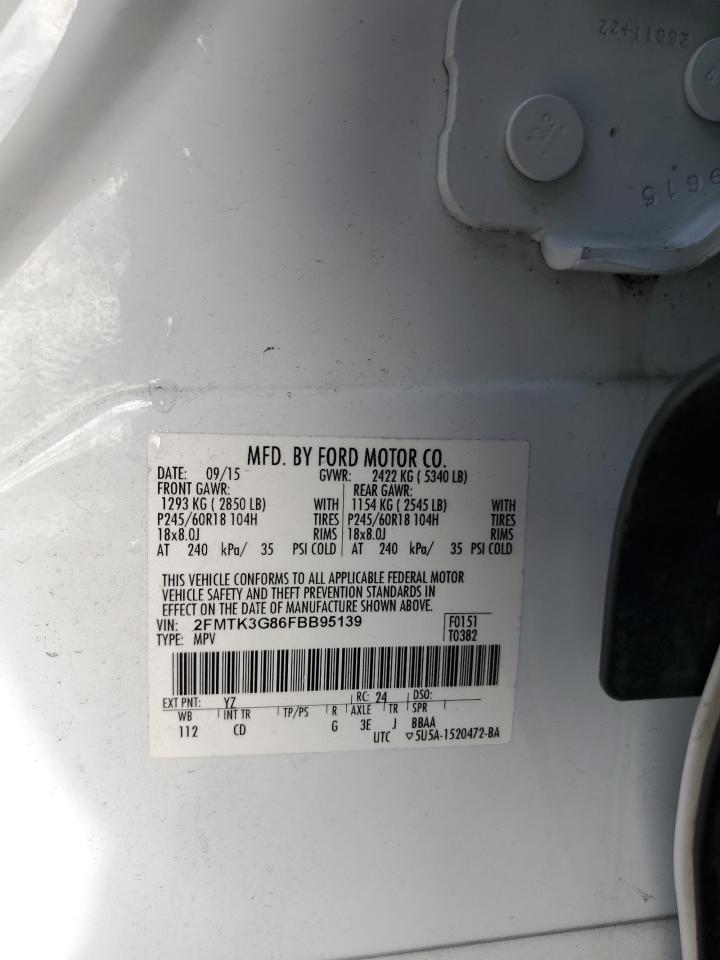 28011+22
9615
MFD. BY FORD MOTOR CO.
DATE: 09/15 GVWR: 2422 KG ( 5340 LB)
FRONT GAWR: REAR GAWR:
1293 KG ( 2850 LB) WITH 1154 KG ( 2545 LB) WITH
P245/60R18 104H TIRES P245/60R18 104H TIRES
18x8.0J RIMS 18x8.0J RIMS
AT 240 kPa/ 35 PSI COLD AT 240 kPa/ 35 PSI COLD
THIS VEHICLE CONFORMS TO ALL APPLICABLE FEDERAL MOTOR
VEHICLE SAFETY AND THEFT PREVENTION STANDARDS IN
EFFECT ON THE DATE OF MANUFACTURE SHOWN ABOVE.
VIN: 2FMTK3G86FBB95139 F0151
TYPE: MPV T0382
EXT PNT: YZ RC: 24 DSO:
WB INT TR TP/PS R AXLE TR SPR
112 CD G 3E J BBAA
UTC ▽5U5A-1520472-BA